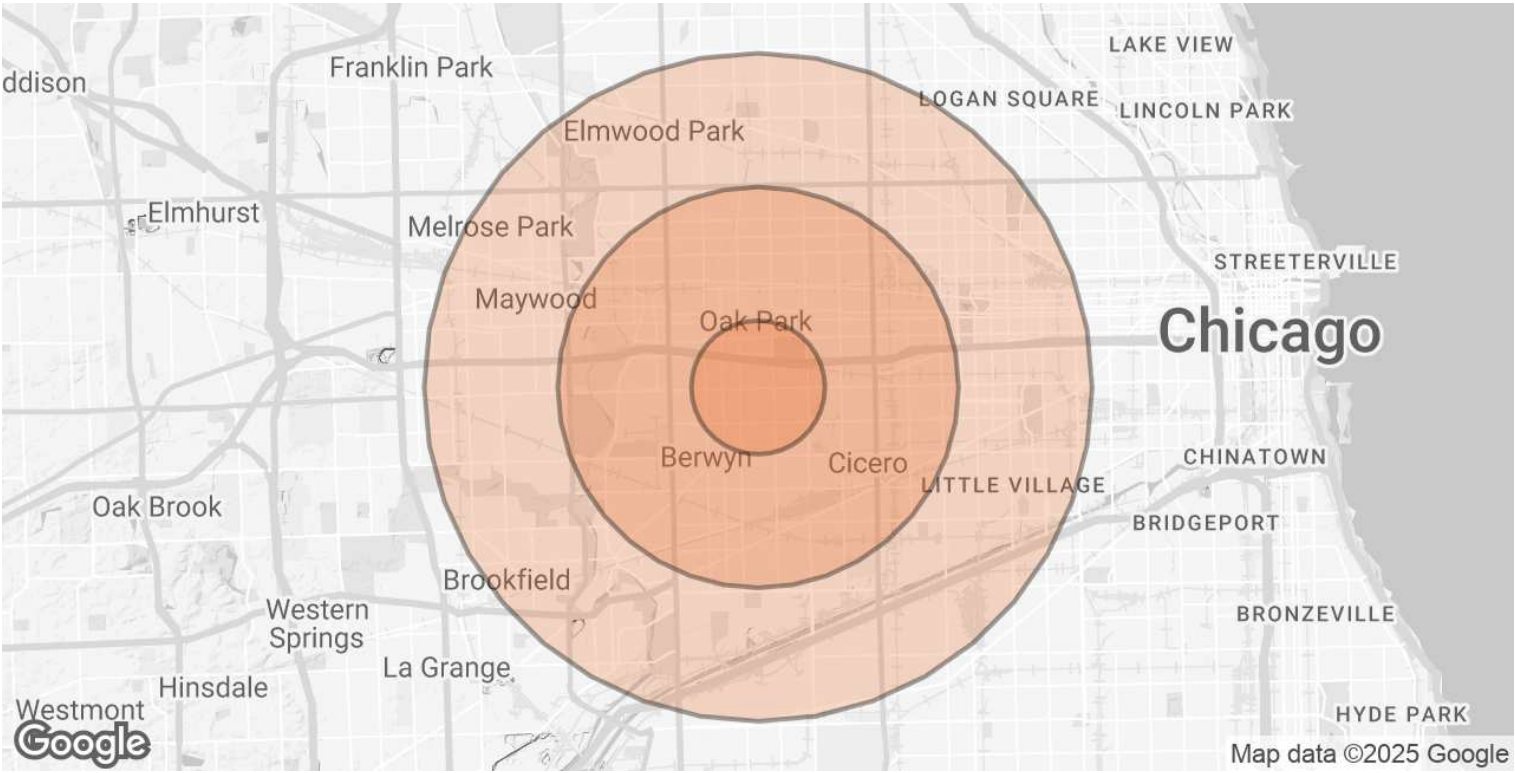 LAKE VIEW
Franklin Park
ddison
LOGAN SQUARE
LINCOLN PARK
Elmwood Park
Elmhurst
Melrose Park
STREETERVILLE
Maywood
Oak Park
Chicago
Berwyn
Cicero
CHINATOWN
LITTLE VILLAGE
Oak Brook
BRIDGEPORT
Brookfield
Western
Springs
BRONZEVILLE
La Grange
Hinsdale
Westmont
HYDE PARK
Google
Map data ©2025 Google